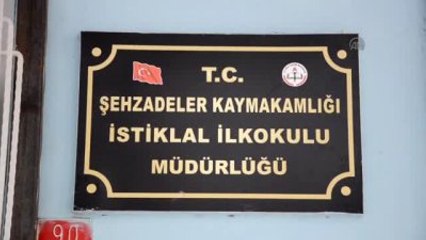 T.C.
ŞEHZADELER KAYMAKAMLIĞI
İSTİKLAL İLKOKULU
MÜDÜRLÜĞÜ
90